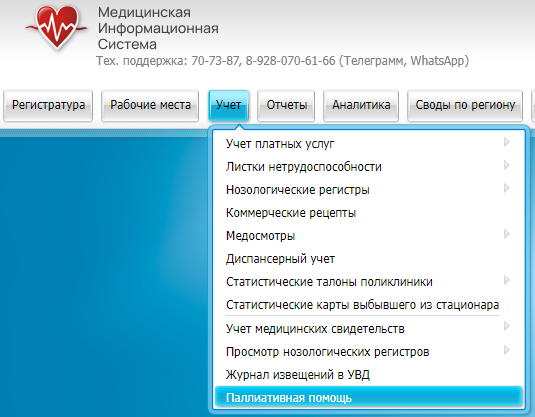 Медицинская
Информационная
Система
Тех. поддержка: 70-73-87, 8-928-070-61-66 (Телеграмм, WhatsApp)
Регистратура Рабочие места Учет Отчеты Аналитика Своды по региону
Учет платных услуг
Листки нетрудоспособности
Нозологические регистры
Коммерческие рецепты
Медосмотры
Диспансерный учет
Статистические талоны поликлиники
Статистические карты выбывшего из стационара
Учет медицинских свидетельств
Просмотр нозологических регистров
Журнал извещений в УВД
Паллиативная помощь